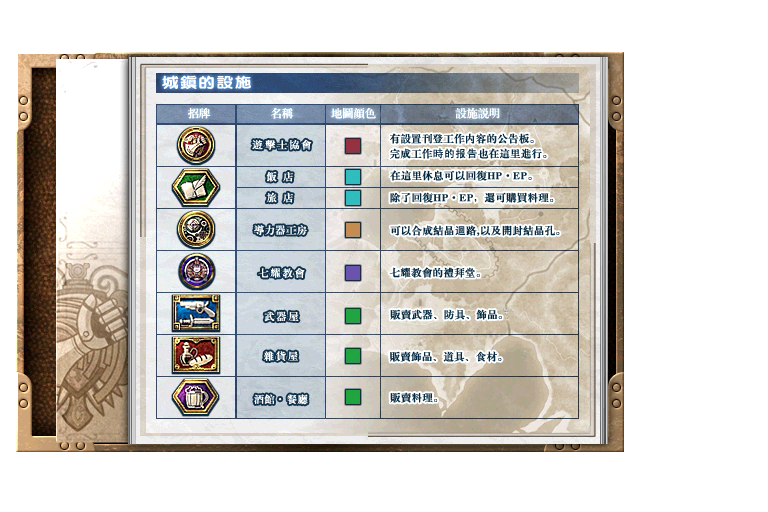 城鎮的設施
招牌 名稱 地圖顏色 設施說明
遊擊士協會 有設置刊登工作内容的公告板。
完成工作時的报告也在這里進行。
飯店 在這里休息可以回復HP·EP。
旅店 除了回復HP·EP，還可購買料理。
導力器工房 可以合成結晶迴路,以及開封結晶孔。
七耀教會 七耀教會的禮拜堂。
武器屋 販賣武器、防具、飾品。
雜貨屋 販賣飾品、道具、食材。
酒館·餐廳 販賣料理。